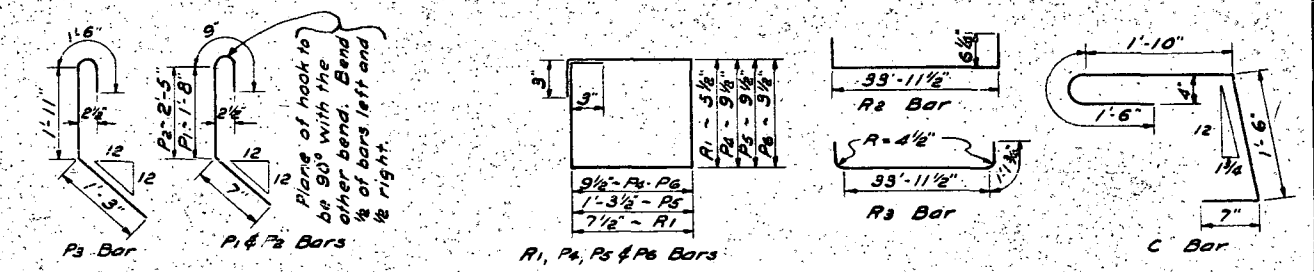 1'-6"
1'-11"
2½"
12
12
1'-3"
P3 Bar
9"
P2=2'-5"
P1=1'-8"
2½"
12
12
7"
P1 & P2 Bars
Plane of hook to
be 90° with the
other bend. Bend
½ of bars left and
½ right.
3"
3"
R1 - 5½"
P4 - 9½"
P5 - 9½"
P6 - 9½"
9½" - P4 - P6
1'-3½" - P5
7½" - R1
R1, P4, P5 & P6 Bars
33'-11½"
R2 Bar
R=4½"
33'-11½"
R3 Bar
1'-10"
4"
1'-6"
12
1¾
1'-6"
7"
C Bar